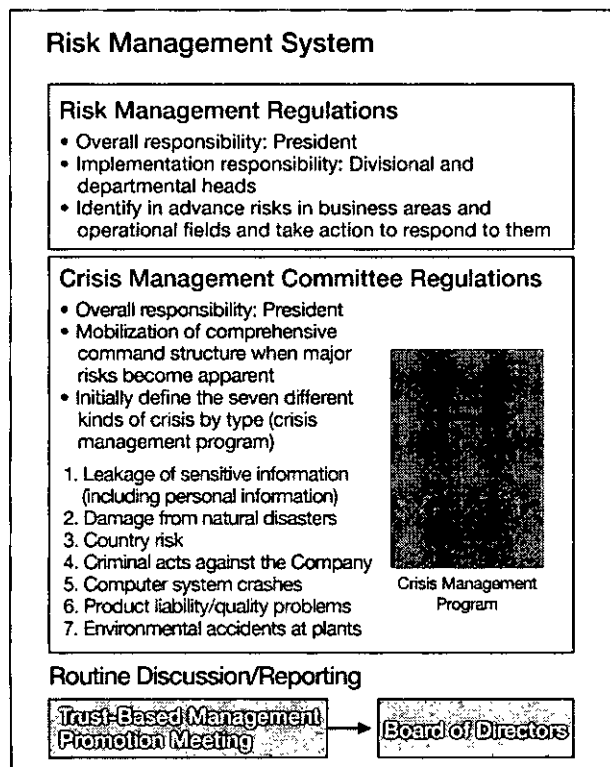 Risk Management System
Risk Management Regulations
• Overall responsibility: President
• Implementation responsibility: Divisional and
departmental heads
• Identify in advance risks in business areas and
operational fields and take action to respond to them
Crisis Management Committee Regulations
• Overall responsibility: President
• Mobilization of comprehensive
command structure when major
risks become apparent
• Initially define the seven different
kinds of crisis by type (crisis
management program)
1. Leakage of sensitive information
(including personal information)
2. Damage from natural disasters
3. Country risk
4. Criminal acts against the Company
5. Computer system crashes
6. Product liability/quality problems
7. Environmental accidents at plants
Crisis Management
Program
Routine Discussion/Reporting
Trust-Based Management
Promotion Meeting
Board of Directors